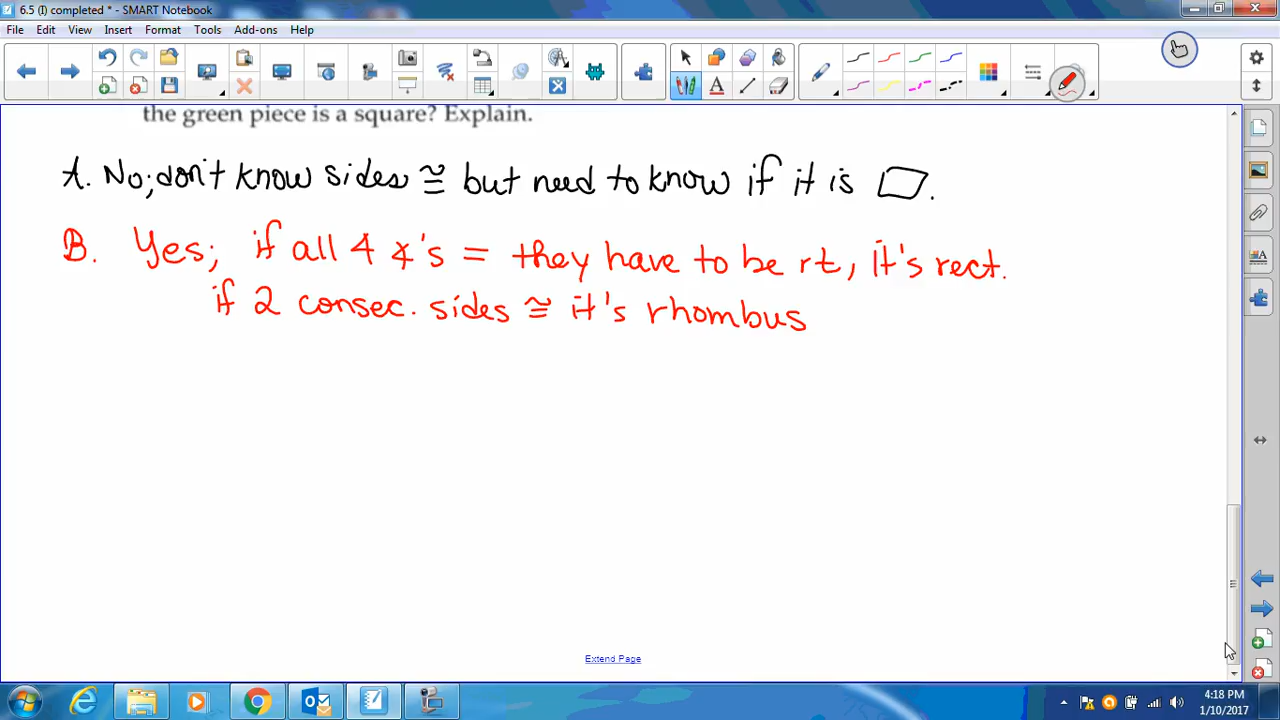 6.5 (I) completed * - SMART Notebook
File Edit View Insert Format Tools Add-ons Help
the green piece is a square? Explain.
A. No; don't know sides ≅ but need to know if it is ▱.
B. Yes; if all 4 ∡'s = they have to be rt, it's rect.
if 2 consec. sides ≅ it's rhombus
Extend Page
4:18 PM
1/10/2017